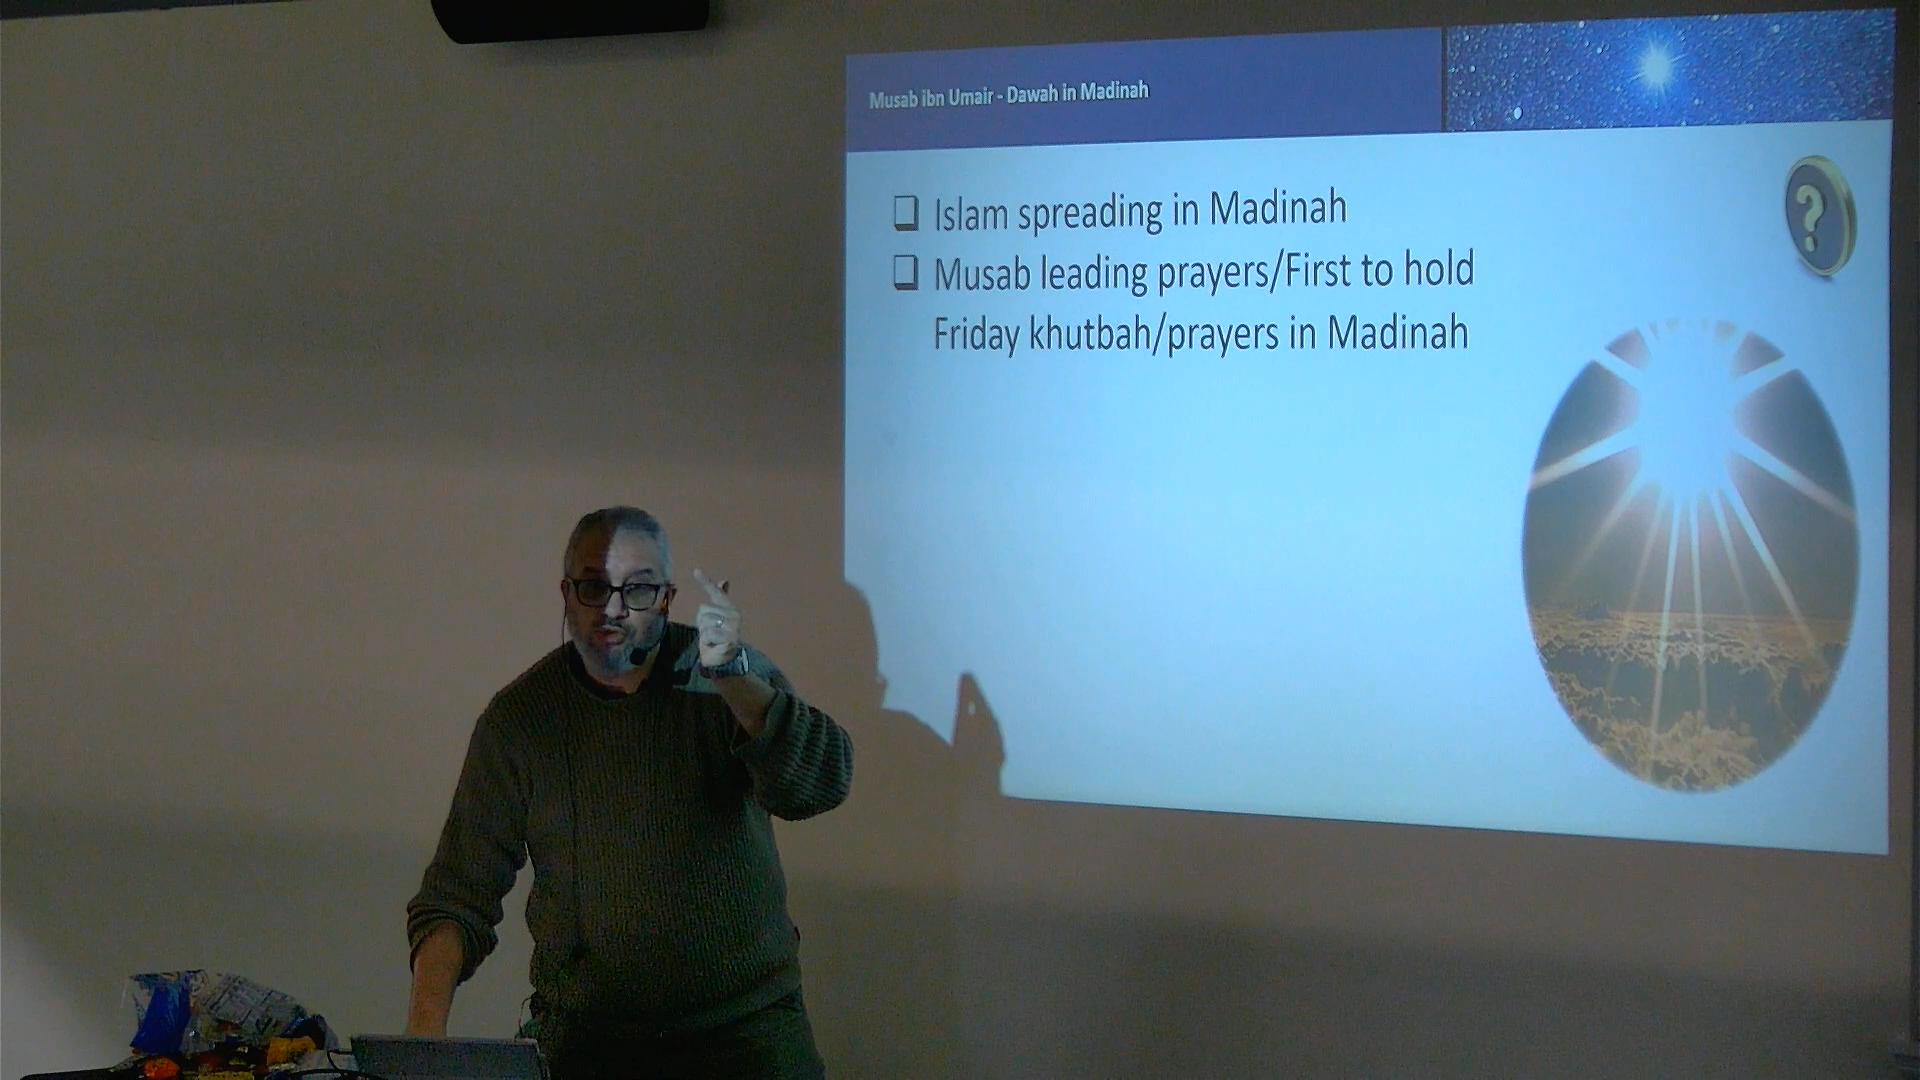 Musab ibn Umair - Dawah in Madinah
Islam spreading in Madinah
Musab leading prayers/First to hold
Friday khutbah/prayers in Madinah
?